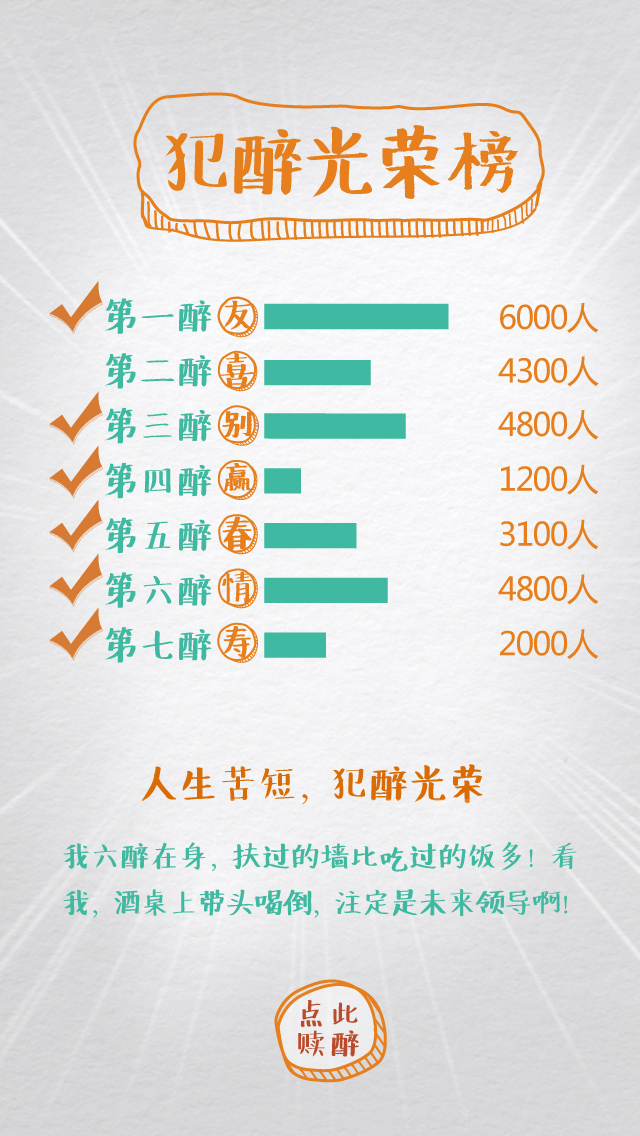 犯醉光荣榜
第一醉 友 6000人
第二醉 喜 4300人
第三醉 别 4800人
第四醉 赢 1200人
第五醉 春 3100人
第六醉 情 4800人
第七醉 寿 2000人
人生苦短，犯醉光荣
我六醉在身，扶过的墙比吃过的饭多！看
我，酒桌上带头喝倒，注定是未来领导啊！
点此
赎醉